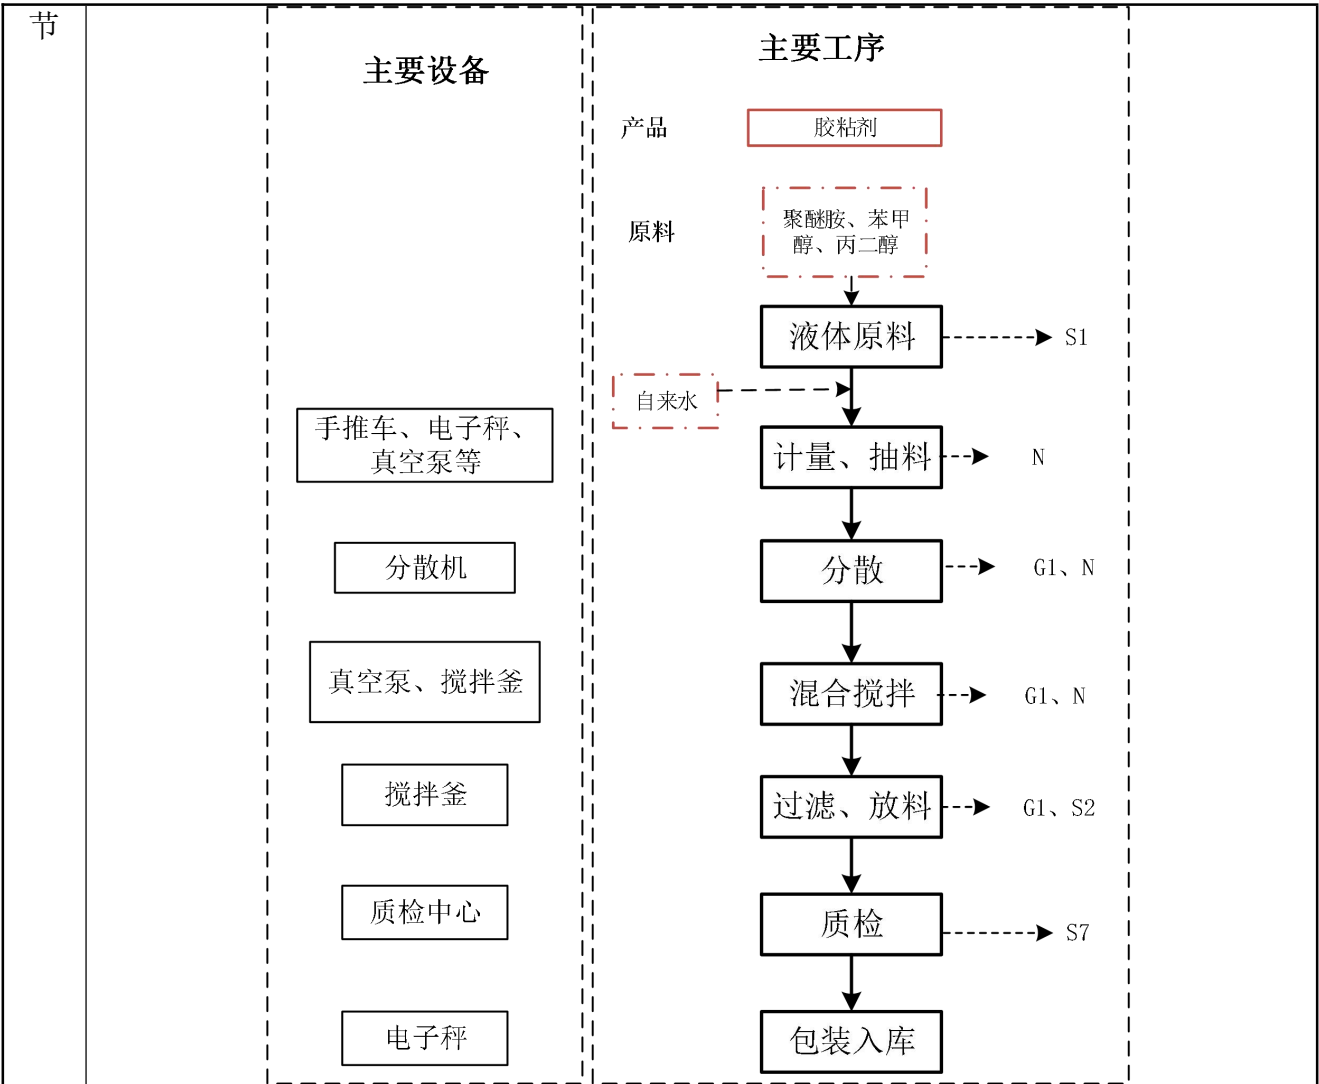 节
主要设备
主要工序
产品
胶粘剂
原料
聚醚胺、苯甲
醇、丙二醇
液体原料
S1
自来水
手推车、电子秤、
真空泵等
计量、抽料
N
分散机
分散
G1、N
真空泵、搅拌釜
混合搅拌
G1、N
搅拌釜
过滤、放料
G1、S2
质检中心
质检
S7
电子秤
包装入库